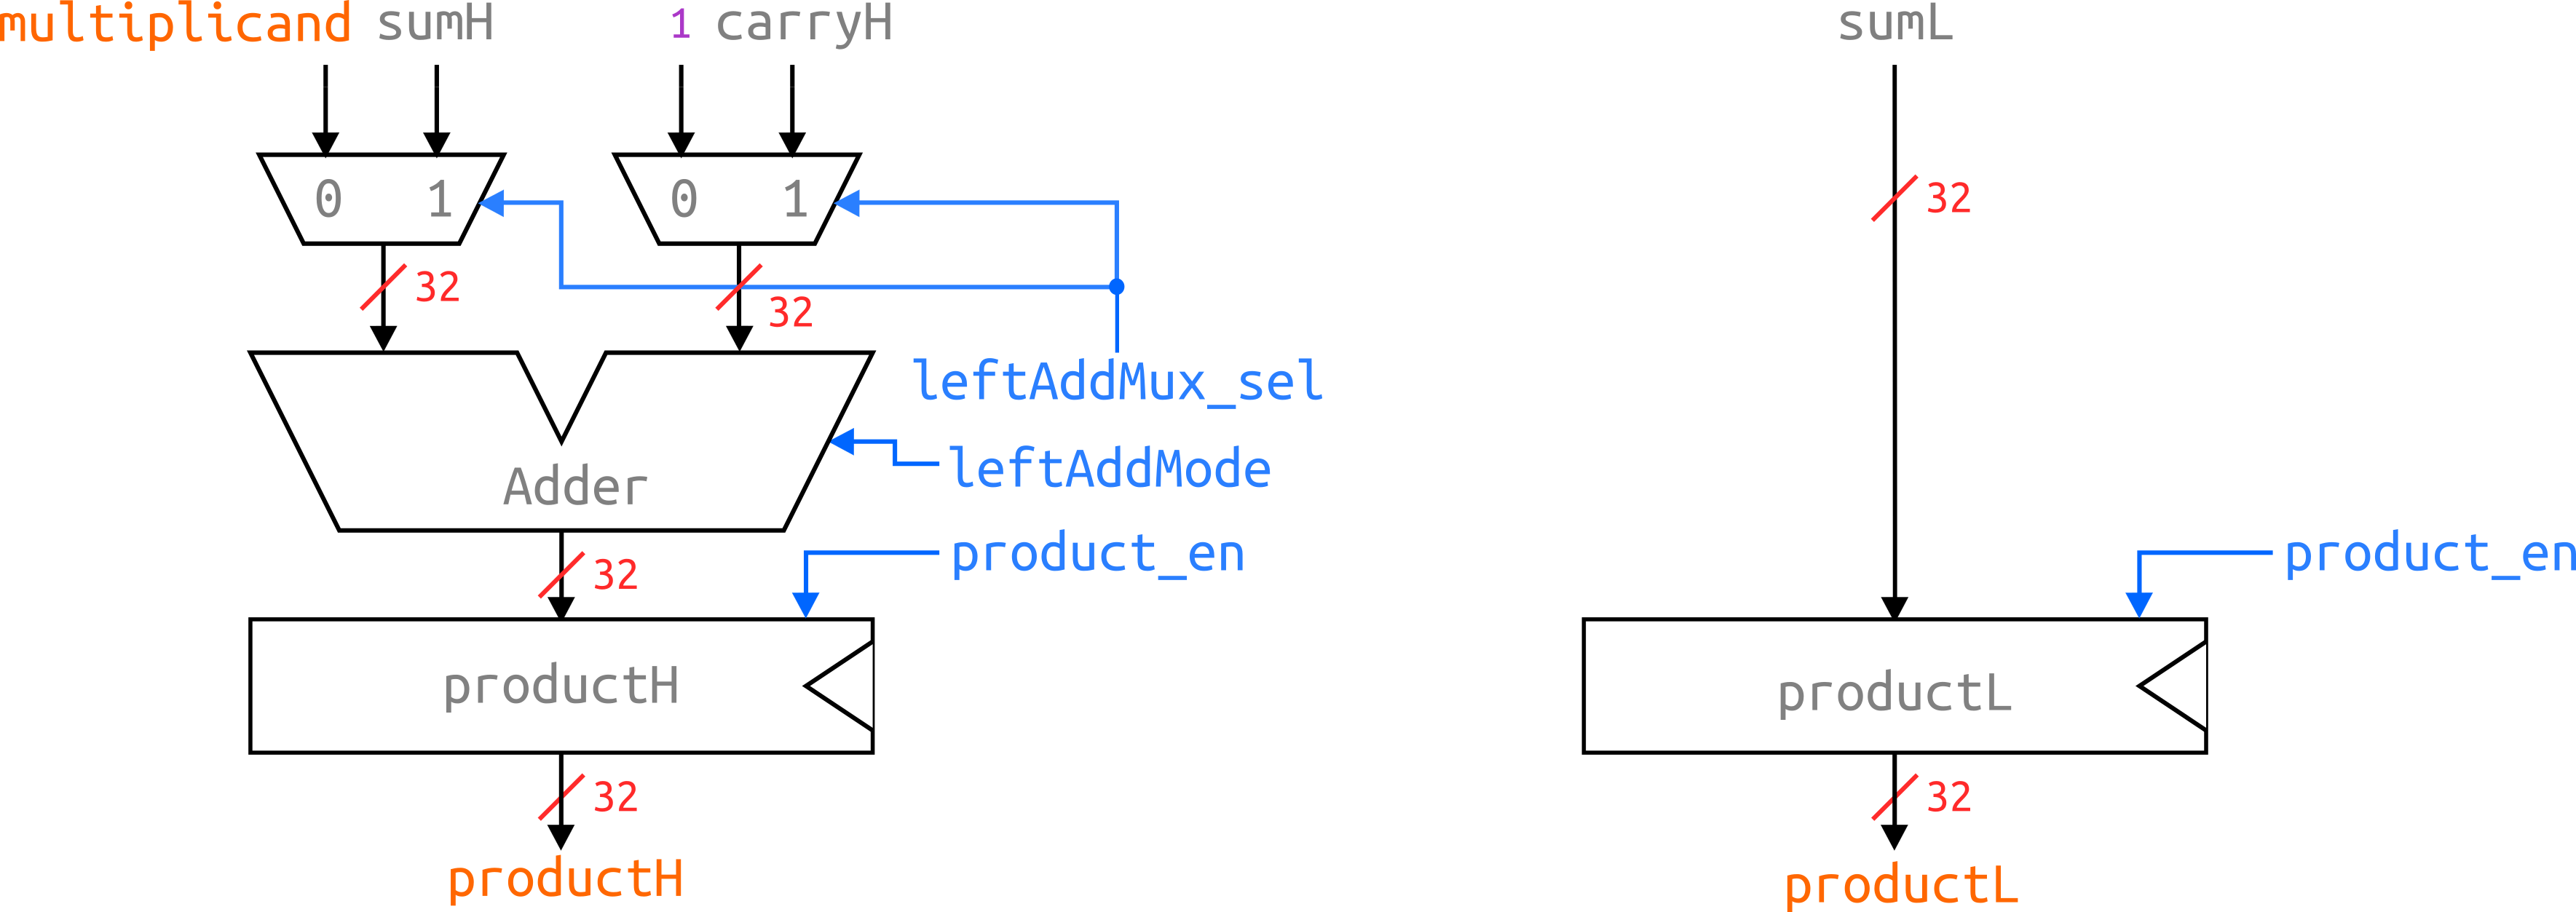 multiplicand sumH 1 carryH sumL
0 1 0 1
32
32
32
leftAddMux_sel
leftAddMode
Adder
product_en
product_en
32
productH
productL
32
32
productH
productL